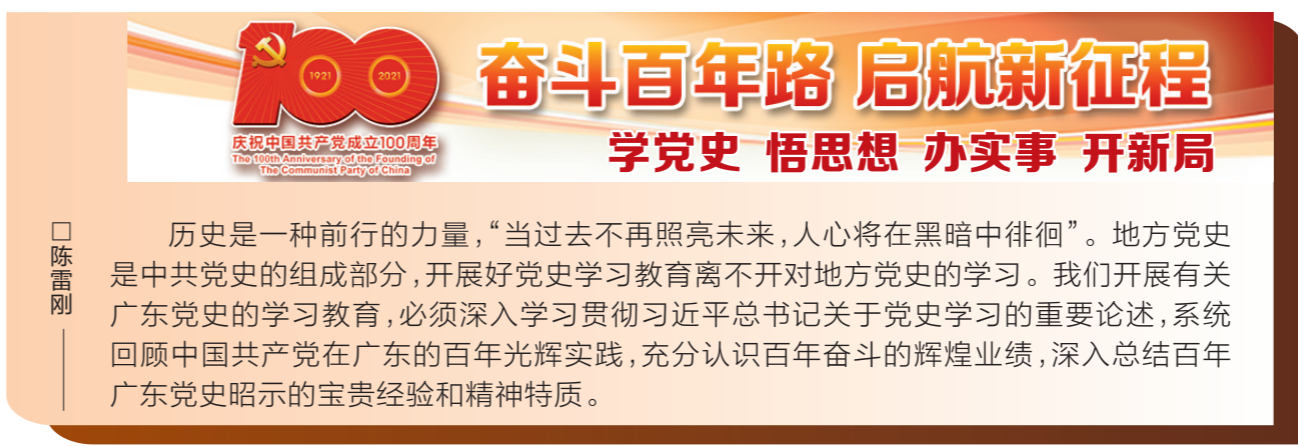 1921
2021
庆祝中国共产党成立100周年
The 100th Anniversary of the Founding of
The Communist Party of China
奋斗百年路 启航新征程
学党史 悟思想 办实事 开新局
□陈雷刚
历史是一种前行的力量,“当过去不再照亮未来,人心将在黑暗中徘徊”。地方党史
是中共党史的组成部分,开展好党史学习教育离不开对地方党史的学习。我们开展有关
广东党史的学习教育,必须深入学习贯彻习近平总书记关于党史学习的重要论述,系统
回顾中国共产党在广东的百年光辉实践,充分认识百年奋斗的辉煌业绩,深入总结百年
广东党史昭示的宝贵经验和精神特质。